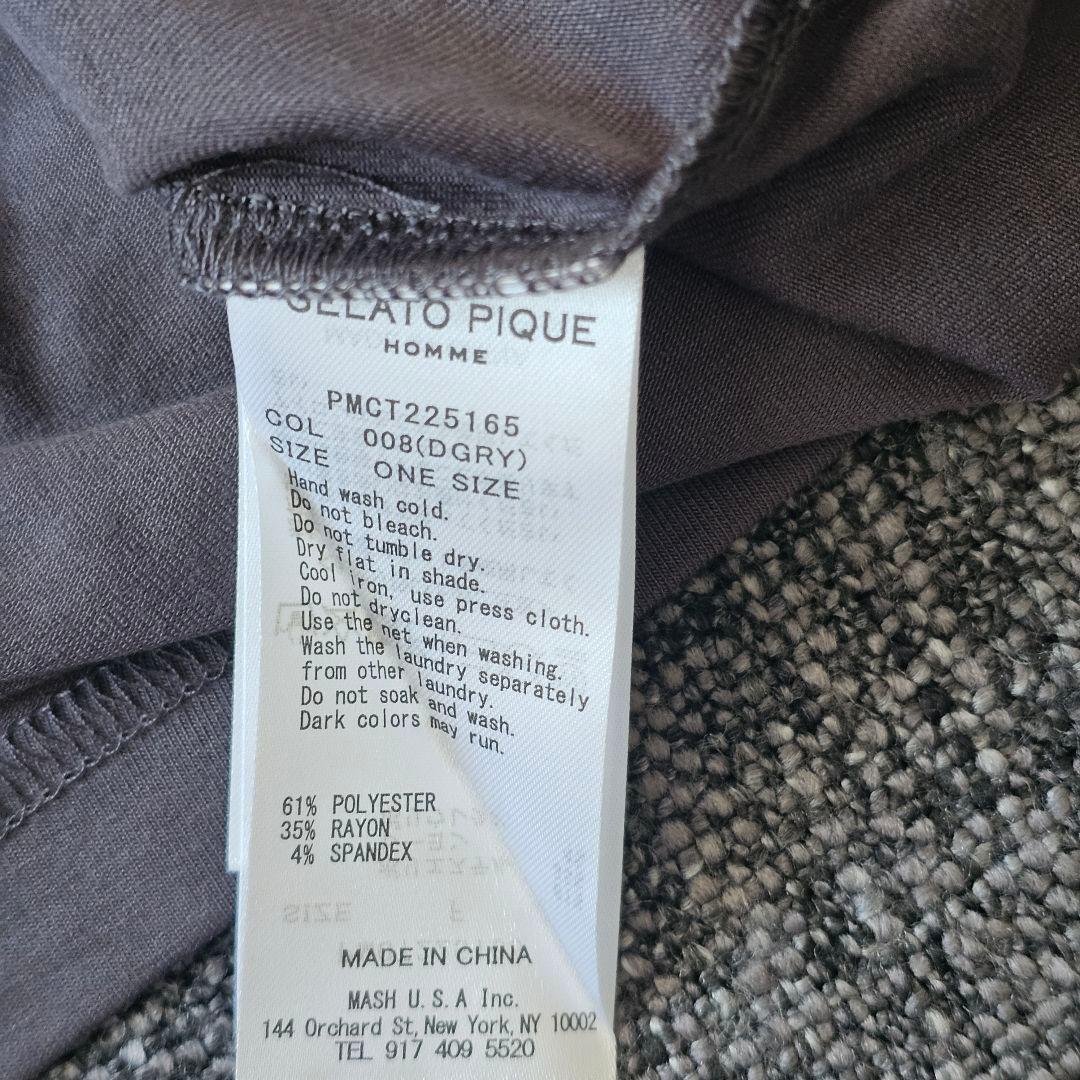 GELATO PIQUE
HOMME
PMCT225165
COL 008(DGRY)
SIZE ONE SIZE
Hand wash cold.
Do not bleach.
Do not tumble dry.
Dry flat in shade.
Cool iron, use press cloth.
Do not dryclean.
Use the net when washing.
Wash the laundry separately
from other laundry.
Do not soak and wash.
Dark colors may run.
61% POLYESTER
35% RAYON
4% SPANDEX
SIZE F
MADE IN CHINA
MASH U.S.A Inc.
144 Orchard St, New York, NY 10002
TEL 917 409 5520